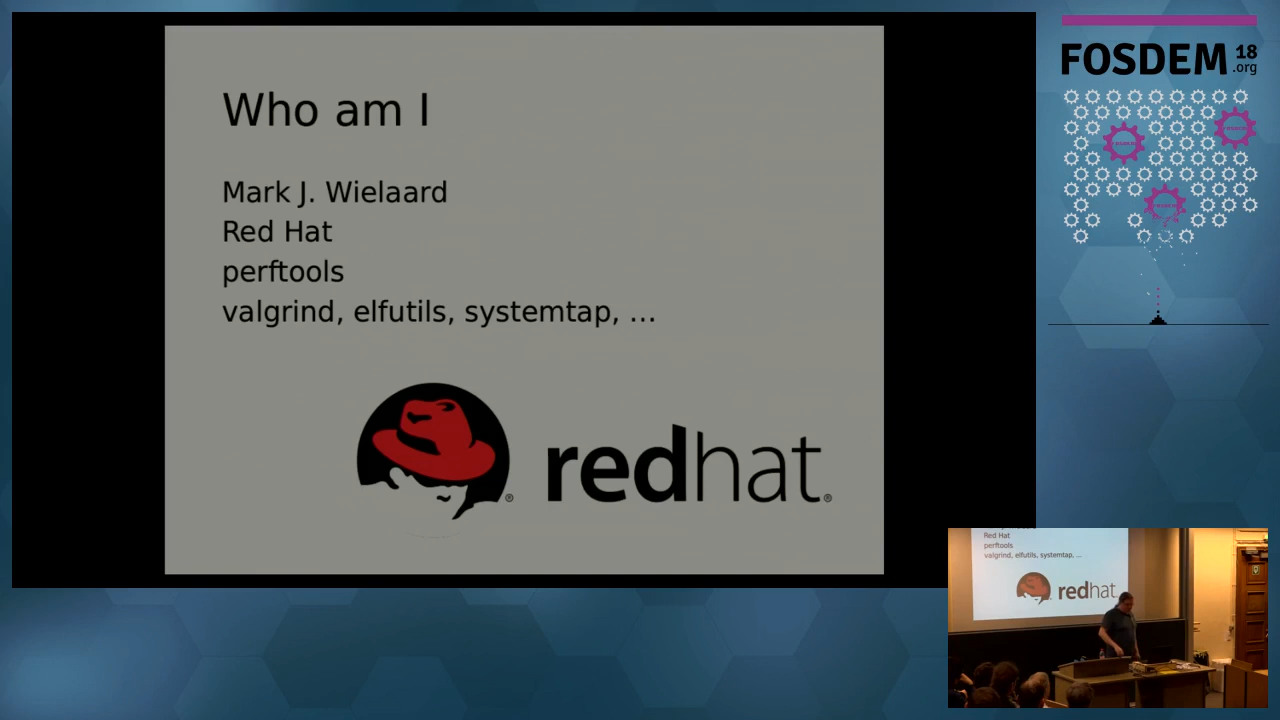 Who am I
Mark J. Wielaard
Red Hat
perftools
valgrind, elfutils, systemtap, ...
redhat®
FOSDEM 18
.org
Red Hat
perftools
valgrind, elfutils, systemtap, ...
redhat